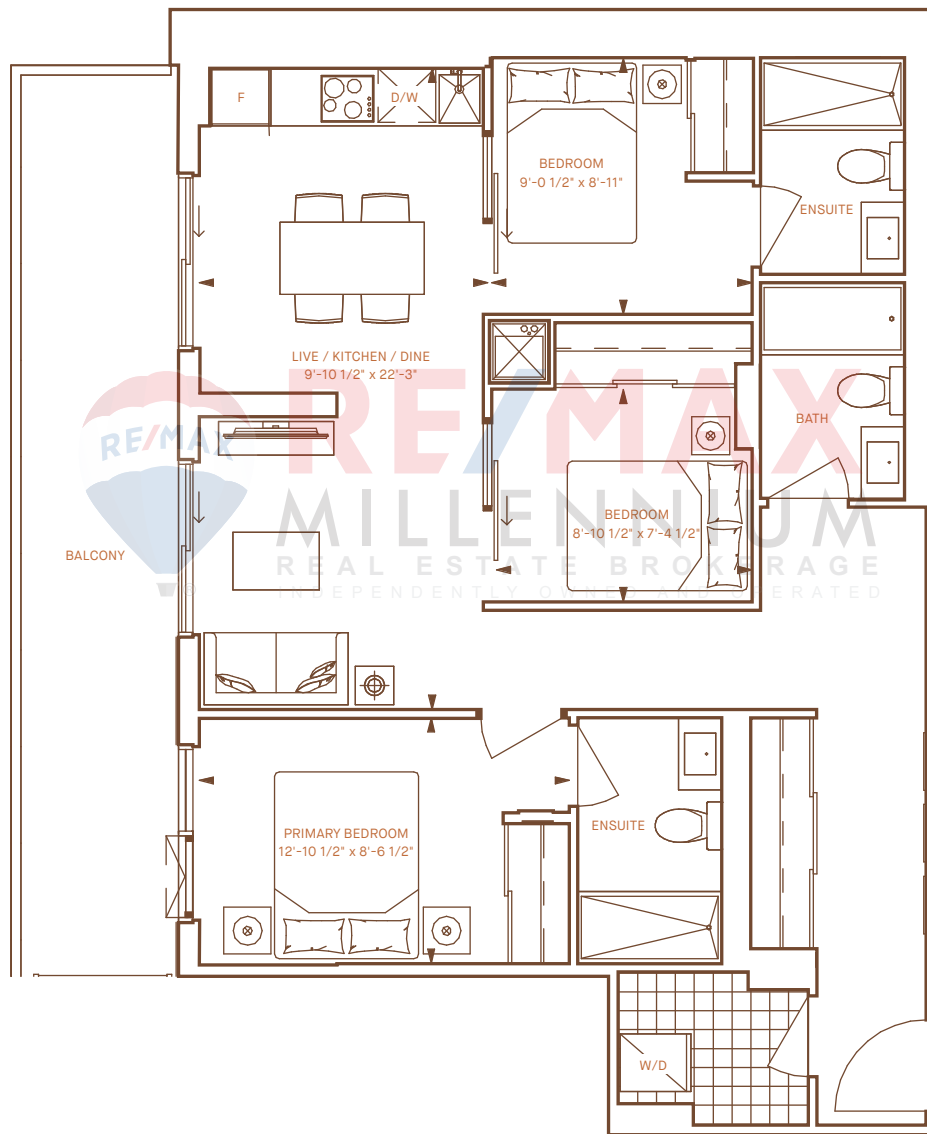 F
D/W
BEDROOM
9'-0 1/2" x 8'-11"
ENSUITE
LIVE / KITCHEN / DINE
9'-10 1/2" x 22'-3"
RE/MAX
RE/MAX
BATH
MILLENNIUM
BEDROOM
8'-10 1/2" x 7'-4 1/2"
BALCONY
REAL ESTATE BROKERAGE
INDEPENDENTLY OWNED AND OPERATED
®
ENSUITE
PRIMARY BEDROOM
12'-10 1/2" x 8'-6 1/2"
W/D